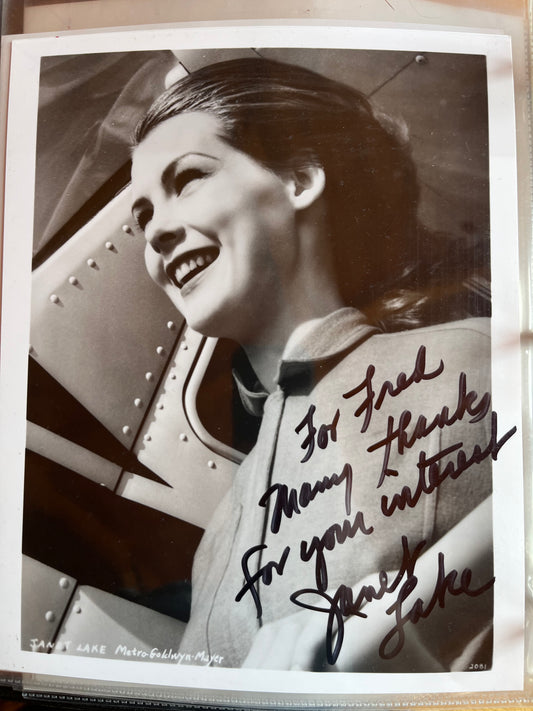 For Fred
Many thanks
for your interest
Janet
Lake
JANET LAKE Metro-Goldwyn-Mayer
2081